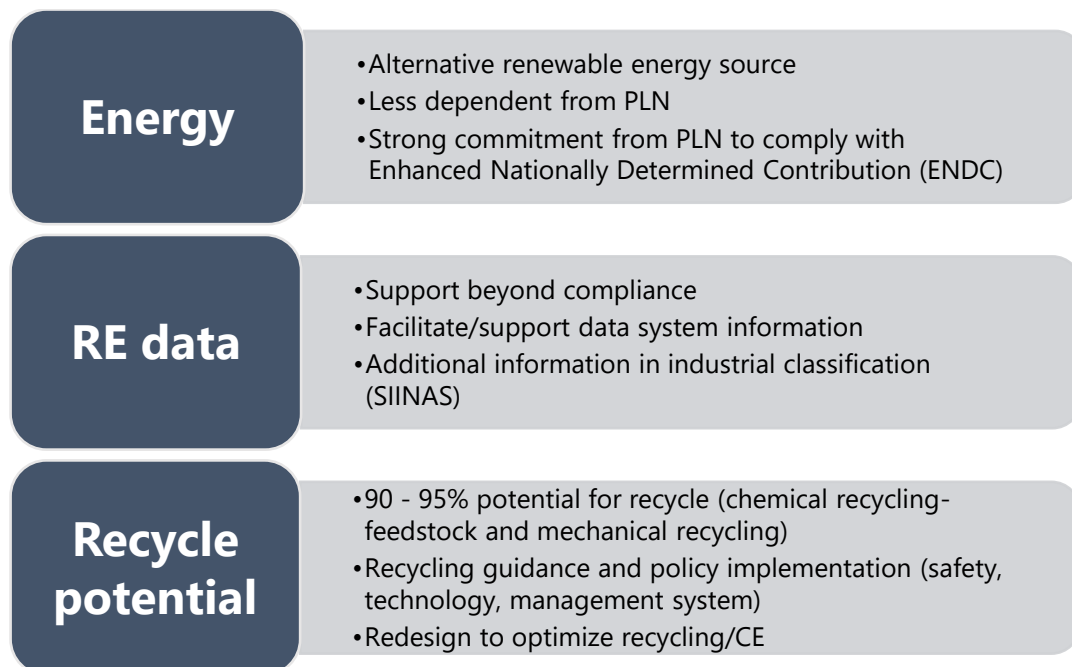 Energy
•Alternative renewable energy source
•Less dependent from PLN
•Strong commitment from PLN to comply with
Enhanced Nationally Determined Contribution (ENDC)
RE data
•Support beyond compliance
•Facilitate/support data system information
•Additional information in industrial classification
(SIINAS)
Recycle
potential
•90 - 95% potential for recycle (chemical recycling-
feedstock and mechanical recycling)
•Recycling guidance and policy implementation (safety,
technology, management system)
•Redesign to optimize recycling/CE